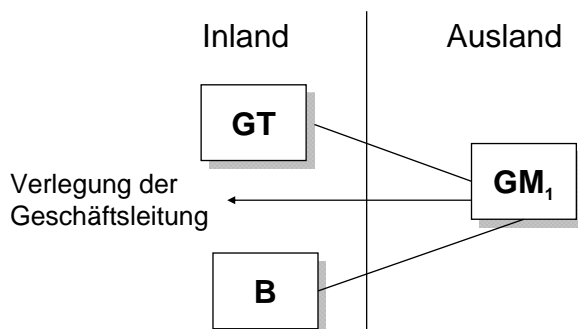 Inland
Ausland
GT
GM₁
Verlegung der
Geschäftsleitung
B